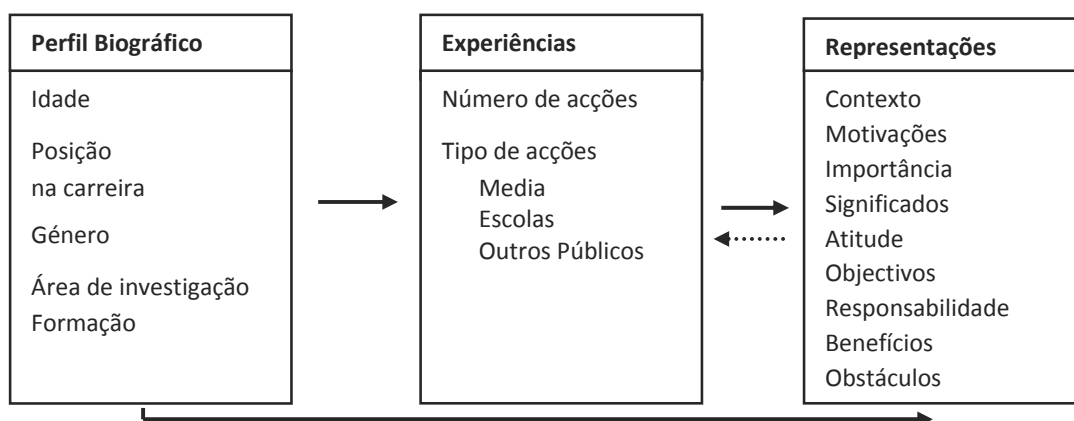 Perfil Biográfico
Idade
Posição
na carreira
Género
Área de investigação
Formação
Experiências
Número de acções
Tipo de acções
Media
Escolas
Outros Públicos
Representações
Contexto
Motivações
Importância
Significados
Atitude
Objectivos
Responsabilidade
Benefícios
Obstáculos